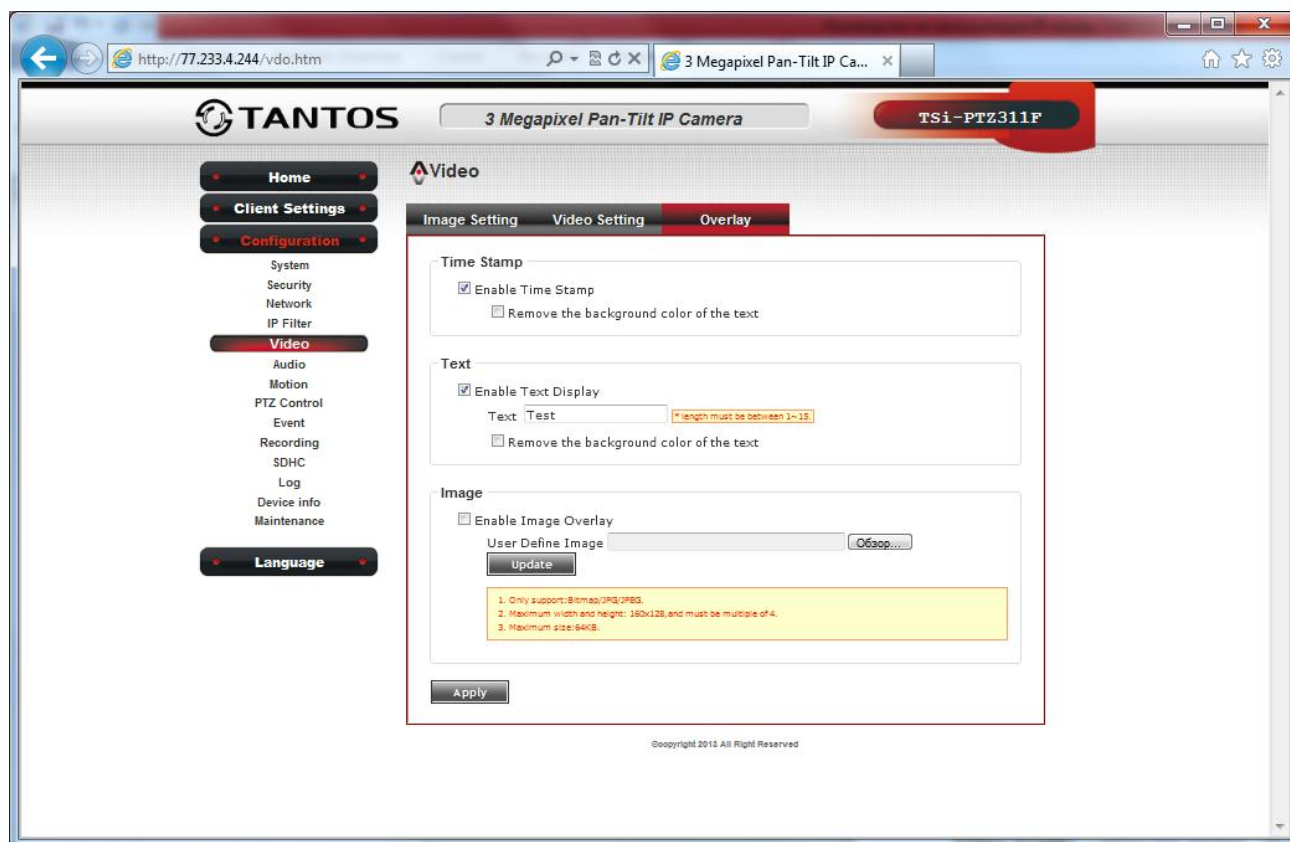 http://77.233.4.244/vdo.htm
3 Megapixel Pan-Tilt IP Ca...
TANTOS
3 Megapixel Pan-Tilt IP Camera
TSi-PTZ311F
Home
Client Settings
Configuration
System
Security
Network
IP Filter
Video
Audio
Motion
PTZ Control
Event
Recording
SDHC
Log
Device info
Maintenance
Language
Video
Image Setting Video Setting Overlay
Time Stamp
Enable Time Stamp
Remove the background color of the text
Text
Enable Text Display
Text Test * length must be between 1~15.
Remove the background color of the text
Image
Enable Image Overlay
User Define Image Обзор...
Update
1. Only support:Bitmap/JPG/JPEG.
2. Maximum width and height: 160x128,and must be multiple of 4.
3. Maximum size:64KB.
Apply
©oopyright 2013 All Right Reserved